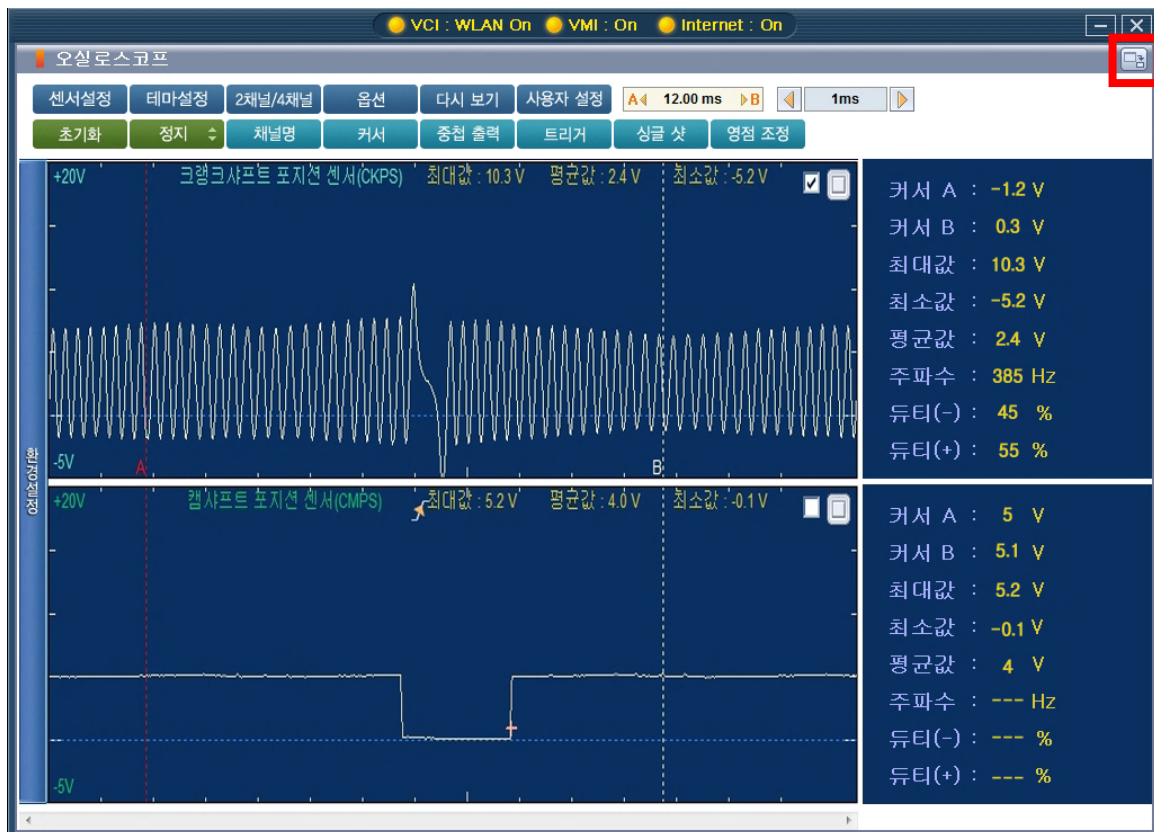 VCI : WLAN On VMI : On Internet : On
오실로스코프
센서설정 테마설정 2채널/4채널 옵션 다시 보기 사용자 설정 A 12.00 ms B 1ms
초기화 정지 채널명 커서 중첩 출력 트리거 싱글 샷 영점 조정
환경설정
+20V 크랭크샤프트 포지션 센서(CKPS) 최대값 : 10.3 V 평균값 : 2.4 V 최소값 : -5.2 V
-5V A B
커서 A : -1.2 V
커서 B : 0.3 V
최대값 : 10.3 V
최소값 : -5.2 V
평균값 : 2.4 V
주파수 : 385 Hz
듀티(-) : 45 %
듀티(+) : 55 %
+20V 캠샤프트 포지션 센서(CMPS) 최대값 : 5.2 V 평균값 : 4.0 V 최소값 : -0.1 V
-5V
커서 A : 5 V
커서 B : 5.1 V
최대값 : 5.2 V
최소값 : -0.1 V
평균값 : 4 V
주파수 : --- Hz
듀티(-) : --- %
듀티(+) : --- %